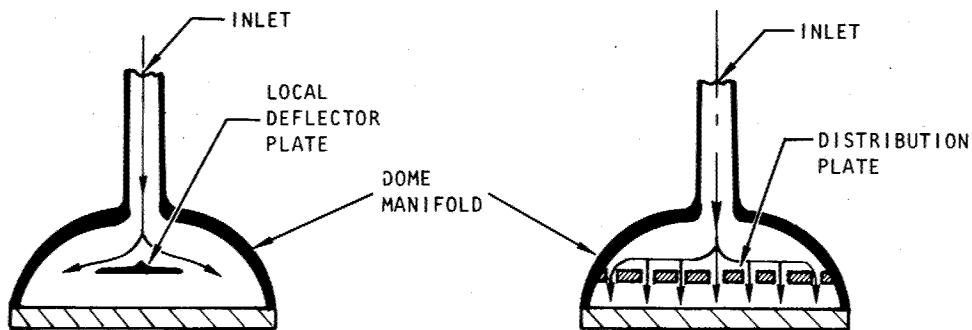 INLET
LOCAL
DEFLECTOR
PLATE
DOME
MANIFOLD
INLET
DISTRIBUTION
PLATE